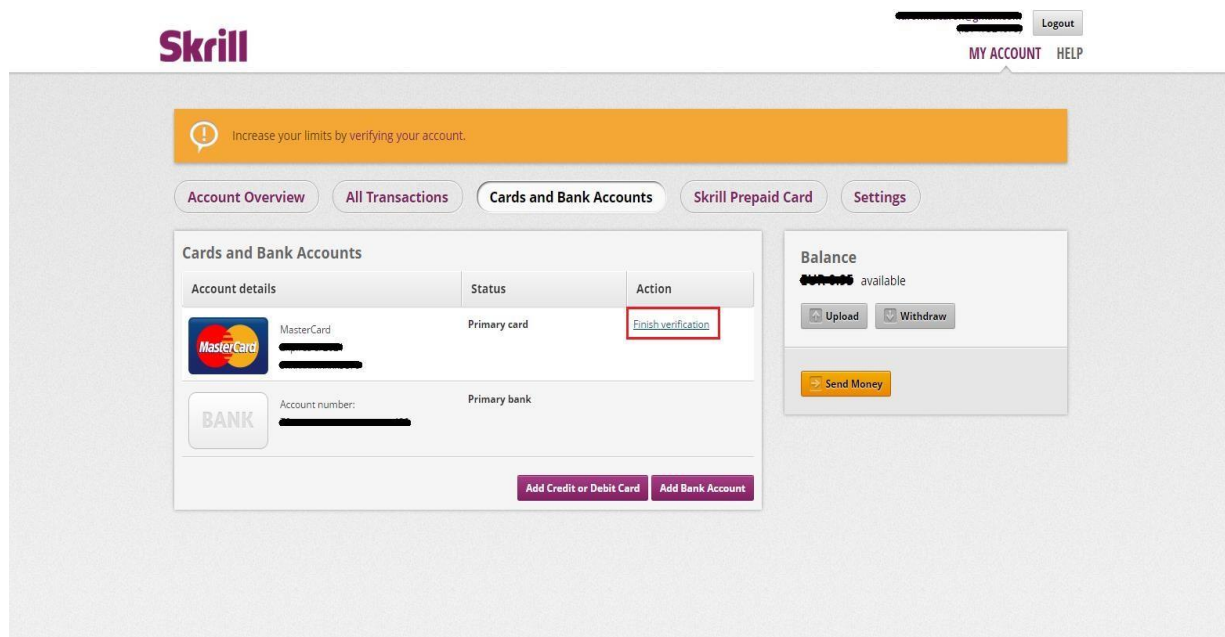 Skrill
Logout
MY ACCOUNT HELP
Increase your limits by verifying your account.
Account Overview All Transactions Cards and Bank Accounts Skrill Prepaid Card Settings
Cards and Bank Accounts
Account details Status Action
MasterCard
MasterCard Primary card Finish verification
BANK
Account number: Primary bank
Add Credit or Debit Card Add Bank Account
Balance
available
Upload Withdraw
Send Money